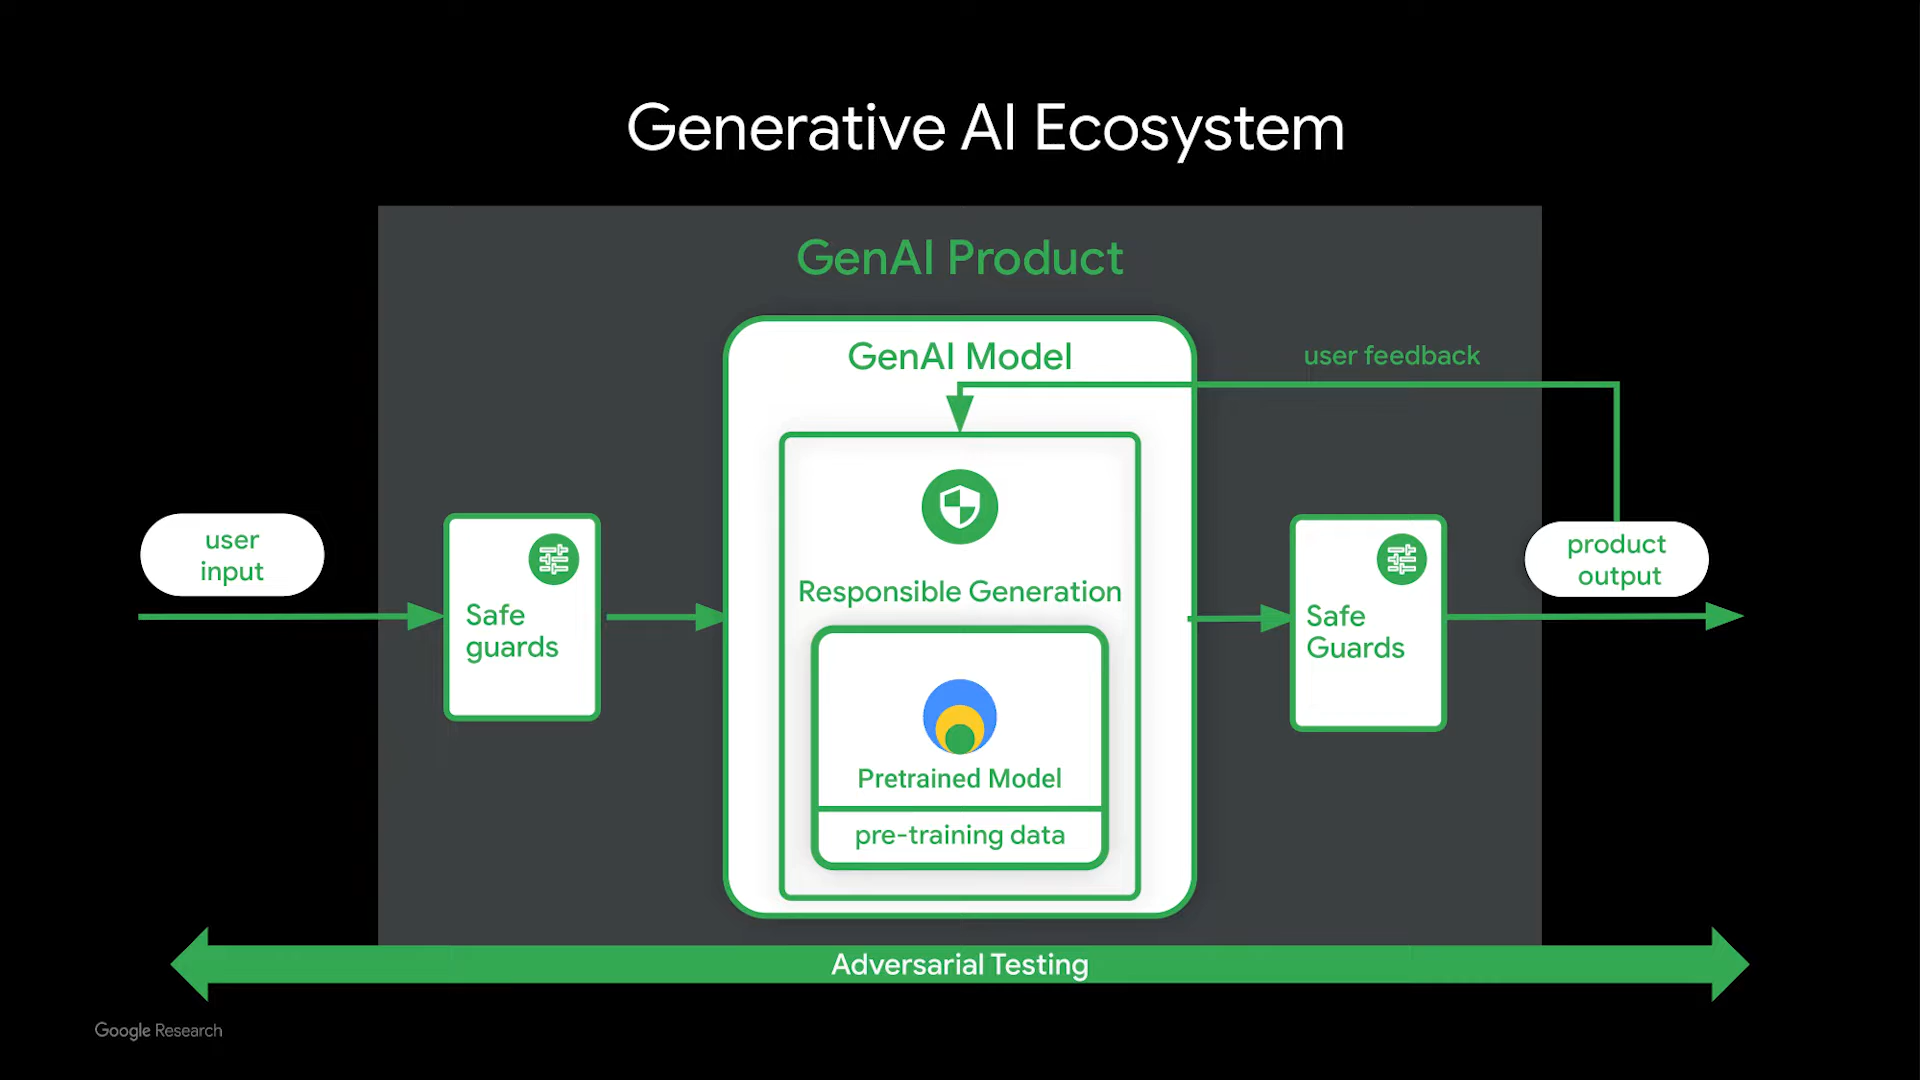 Generative AI Ecosystem
GenAI Product
GenAI Model
user feedback
user
input
product
output
Safe
guards
Responsible Generation
Safe
Guards
Pretrained Model
pre-training data
Adversarial Testing
Google Research